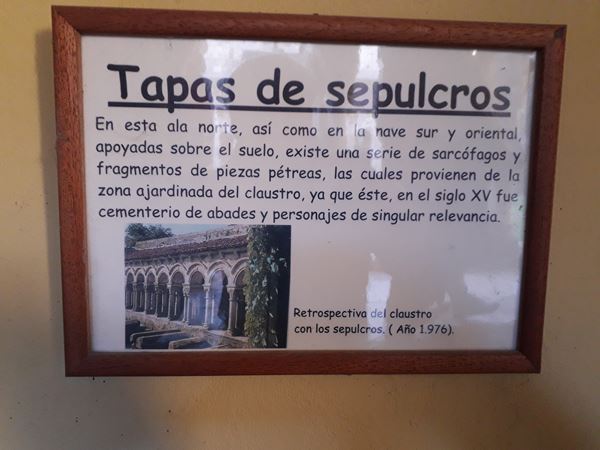 Tapas de sepulcros
En esta ala norte, así como en la nave sur y oriental,
apoyadas sobre el suelo, existe una serie de sarcófagos y
fragmentos de piezas pétreas, las cuales provienen de la
zona ajardinada del claustro, ya que éste, en el siglo XV fue
cementerio de abades y personajes de singular relevancia.
Retrospectiva del claustro
con los sepulcros. ( Año 1.976).